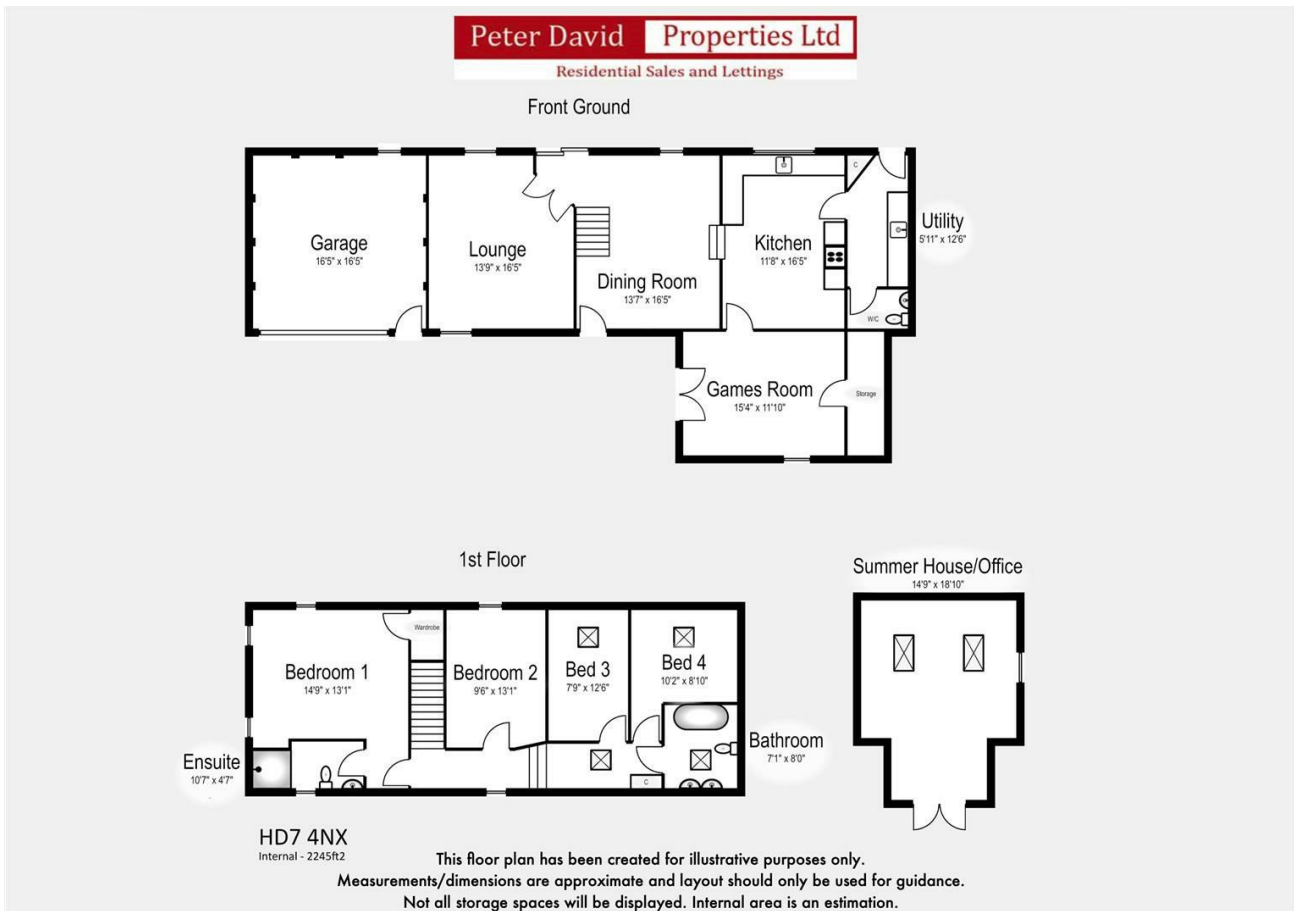 Peter David Properties Ltd
Residential Sales and Lettings
Front Ground
Garage
16'5" x 16'5"
Lounge
13'9" x 16'5"
Dining Room
13'7" x 16'5"
Kitchen
11'8" x 16'5"
C
Utility
5'11" x 12'6"
W/C
Games Room
15'4" x 11'10"
Storage
1st Floor
Bedroom 1
14'9" x 13'1"
Wardrobe
Bedroom 2
9'6" x 13'1"
Bed 3
7'9" x 12'6"
Bed 4
10'2" x 8'10"
Ensuite
10'7" x 4'7"
C
Bathroom
7'1" x 8'0"
Summer House/Office
14'9" x 18'10"
HD7 4NX
Internal - 2245ft2
This floor plan has been created for illustrative purposes only.
Measurements/dimensions are approximate and layout should only be used for guidance.
Not all storage spaces will be displayed. Internal area is an estimation.